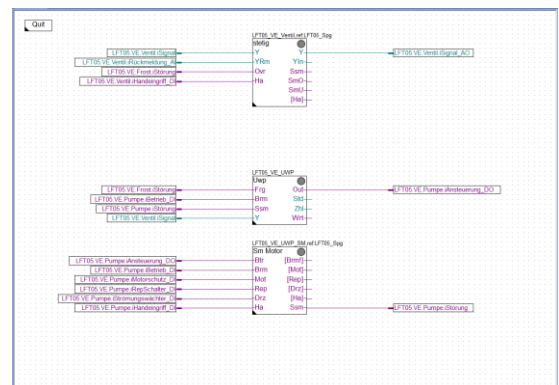 Quit
LFT05_VE_Ventil.ref.LFT05_Spg
stetig
LFT05.VE.Ventil.iSignal Y Y LFT05.VE.Ventil.iSignal_AO
LFT05.VE.Ventil.iRückmeldung_AI YRm YIn
LFT05.VE.Frost.iStörung Ovr Ssm
LFT05.VE.Ventil.iHandeingriff_DI Ha SmO
SmU
[Ha]
LFT05_VE_UWP
Uwp
LFT05.VE.Frost.iStörung Frg Out LFT05.VE.Pumpe.iAnsteuerung_DO
LFT05.VE.Pumpe.iBetrieb_DI Brm Std
LFT05.VE.Pumpe.iStörung Ssm Zhl
LFT05.VE.Ventil.iSignal Y Wrt
LFT05_VE_UWP_SM.ref.LFT05_Spg
Sm Motor
LFT05.VE.Pumpe.iAnsteuerung_DO Btr [Brmf]
LFT05.VE.Pumpe.iBetrieb_DI Brm [Mot]
LFT05.VE.Pumpe.iMotorschutz_DI Mot [Rep]
LFT05.VE.Pumpe.iRepSchalter_DI Rep [Drz]
LFT05.VE.Pumpe.iStrömungswächter_DI Drz [Ha]
LFT05.VE.Pumpe.iHandeingriff_DI Ha Ssm LFT05.VE.Pumpe.iStörung